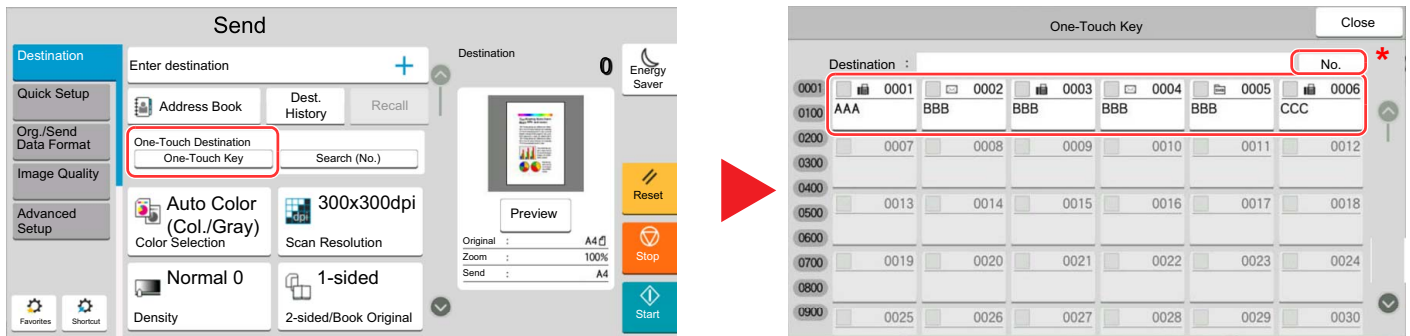 Send
Destination
Quick Setup
Org./Send
Data Format
Image Quality
Advanced
Setup
Favorites
Shortcut
Enter destination
+
Address Book
Dest.
History
Recall
One-Touch Destination
One-Touch Key
Search (No.)
Auto Color
(Col./Gray)
Color Selection
dpi
300x300dpi
Scan Resolution
Normal 0
Density
1-sided
2-sided/Book Original
Destination 0
Preview
Original : A4
Zoom : 100%
Send : A4
Energy
Saver
Reset
Stop
Start
One-Touch Key
Close
Destination :
No. *
0001
0100
0200
0300
0400
0500
0600
0700
0800
0900
0001 0002 0003 0004 0005 0006
AAA BBB BBB BBB BBB CCC
0007 0008 0009 0010 0011 0012
0013 0014 0015 0016 0017 0018
0019 0020 0021 0022 0023 0024
0025 0026 0027 0028 0029 0030